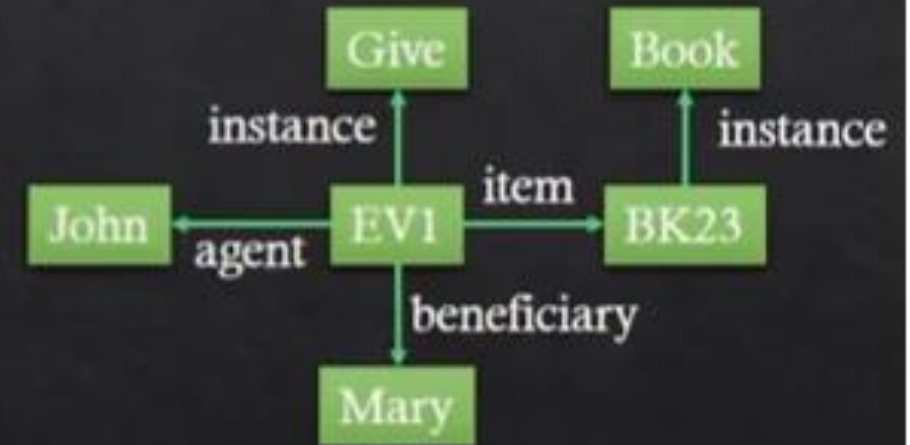 Give Book
instance instance
item
John EV1 BK23
agent
beneficiary
Mary